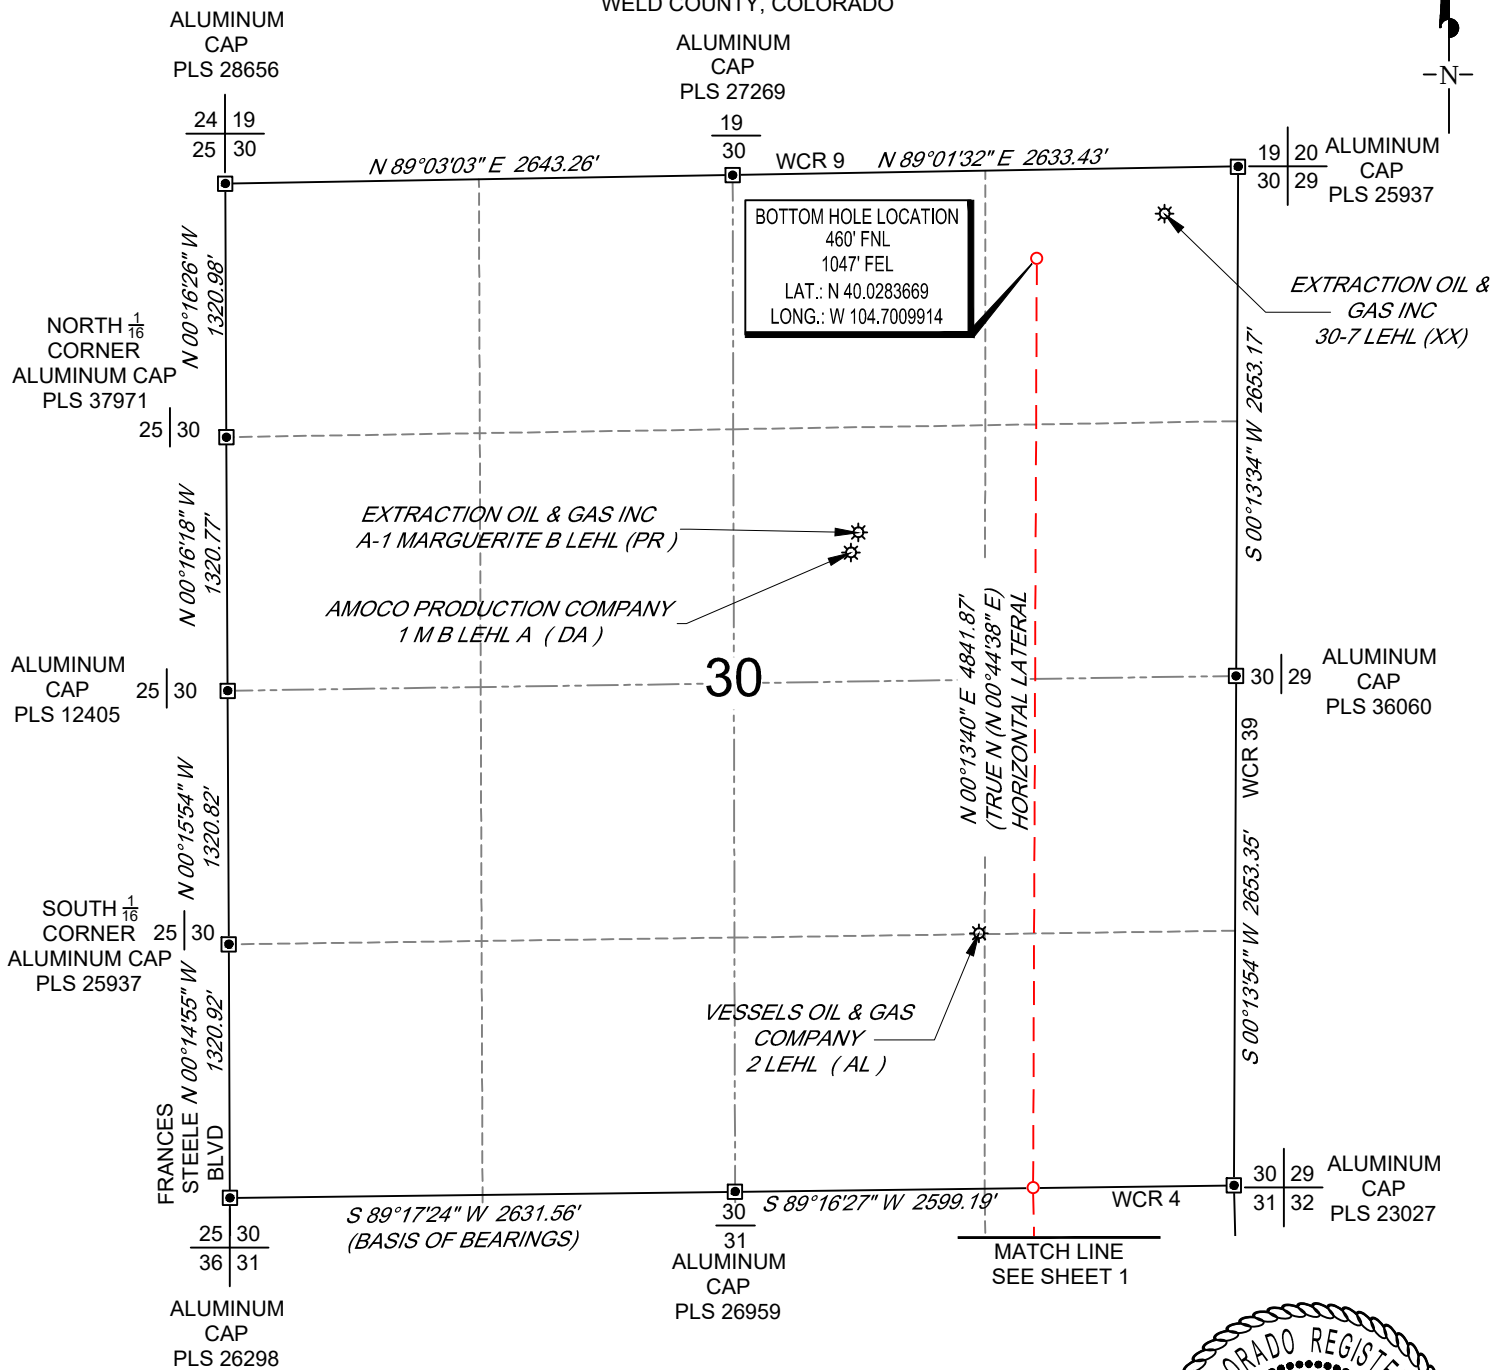 WELD COUNTY, COLORADO
ALUMINUM
CAP
PLS 28656
ALUMINUM
CAP
PLS 27269
-N-
24 19
25 30
19
30
N 89°03'03" E 2643.26'
WCR 9
N 89°01'32" E 2633.43'
19 20
30 29
ALUMINUM
CAP
PLS 25937
BOTTOM HOLE LOCATION
460' FNL
1047' FEL
LAT.: N 40.0283669
LONG.: W 104.7009914
EXTRACTION OIL &
GAS INC
30-7 LEHL (XX)
N 00°16'26" W
1320.98'
NORTH 1/16
CORNER
ALUMINUM CAP
PLS 37971
25 30
S 00°13'34" W 2653.17'
N 00°16'18" W
1320.77'
EXTRACTION OIL & GAS INC
A-1 MARGUERITE B LEHL (PR )
AMOCO PRODUCTION COMPANY
1 M B LEHL A ( DA )
ALUMINUM
CAP
PLS 12405
25 30
30
N 00°13'40" E 4841.87'
(TRUE N (N 00°44'38" E)
HORIZONTAL LATERAL
30 29
ALUMINUM
CAP
PLS 36060
WCR 39
N 00°15'54" W
1320.82'
SOUTH 1/16
CORNER
ALUMINUM CAP
PLS 25937
25 30
S 00°13'54" W 2653.35'
VESSELS OIL & GAS
COMPANY
2 LEHL ( AL )
N 00°14'55" W
1320.92'
FRANCES
STEELE
BLVD
S 89°17'24" W 2631.56'
(BASIS OF BEARINGS)
30
31
S 89°16'27" W 2599.19'
WCR 4
30 29
31 32
ALUMINUM
CAP
PLS 23027
25 30
36 31
ALUMINUM
CAP
PLS 26298
ALUMINUM
CAP
PLS 26959
MATCH LINE
SEE SHEET 1